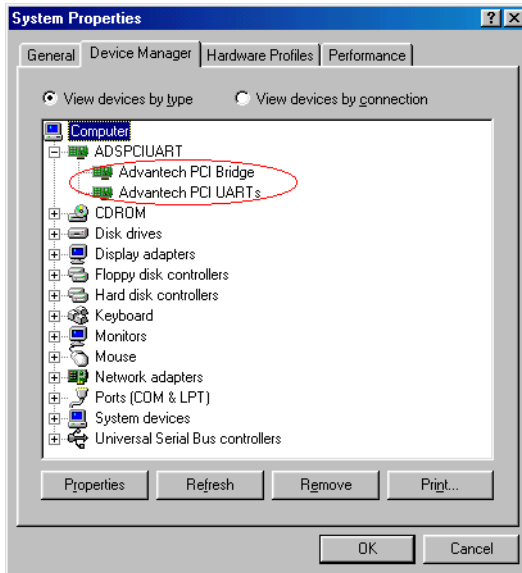 System Properties
General Device Manager Hardware Profiles Performance
View devices by type View devices by connection
Computer
ADSPCIUART
Advantech PCI Bridge
Advantech PCI UARTs
CDROM
Disk drives
Display adapters
Floppy disk controllers
Hard disk controllers
Keyboard
Monitors
Mouse
Network adapters
Ports (COM & LPT)
System devices
Universal Serial Bus controllers
Properties Refresh Remove Print...
OK Cancel